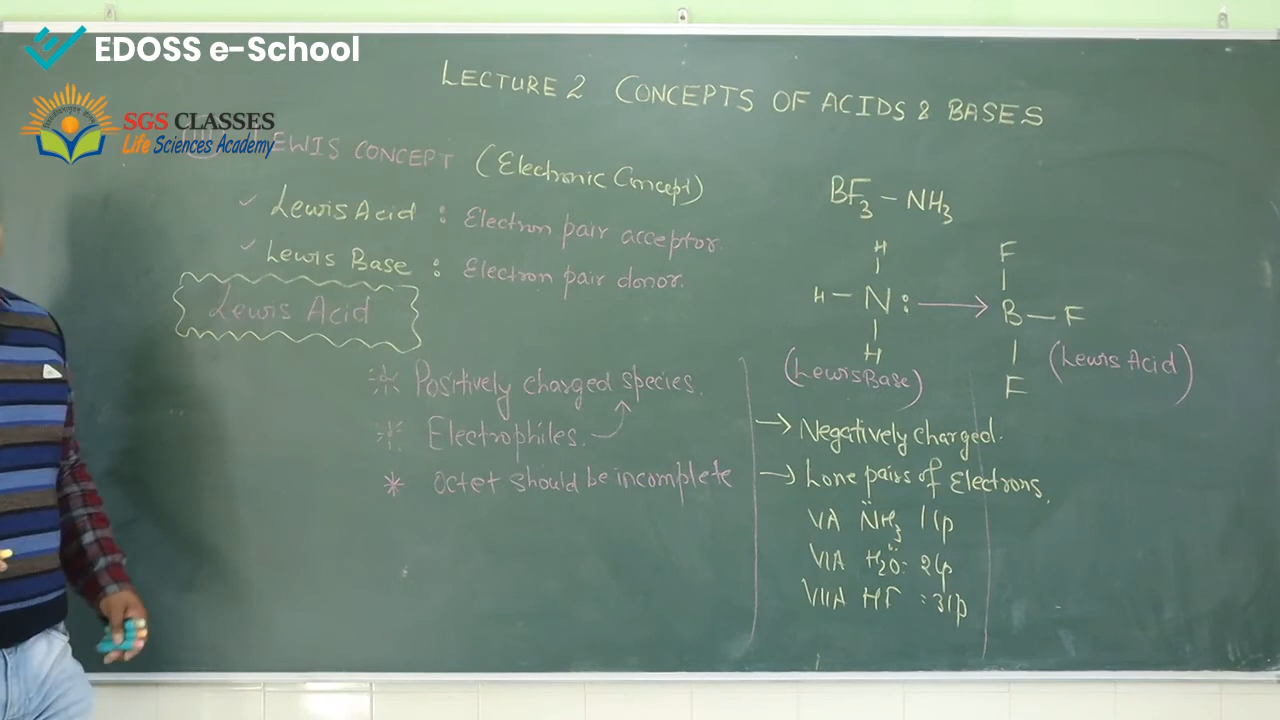 EDOSS e-School
SGS CLASSES
Life Sciences Academy
LECTURE 2 CONCEPTS OF ACIDS & BASES
LEWIS CONCEPT (Electronic Concept)
✓ Lewis Acid : Electron pair acceptor.
✓ Lewis Base : Electron pair donor.
Lewis Acid
Positively charged species.
Electrophiles.
* Octet should be incomplete
BF3 – NH3
H
H – N : → B – F
H
F
F
(Lewis Base)
(Lewis Acid)
→ Negatively charged.
→ Lone pairs of Electrons.
VA NH3 1lp
VIA H2O: 2lp
VIIA HF : 3lp